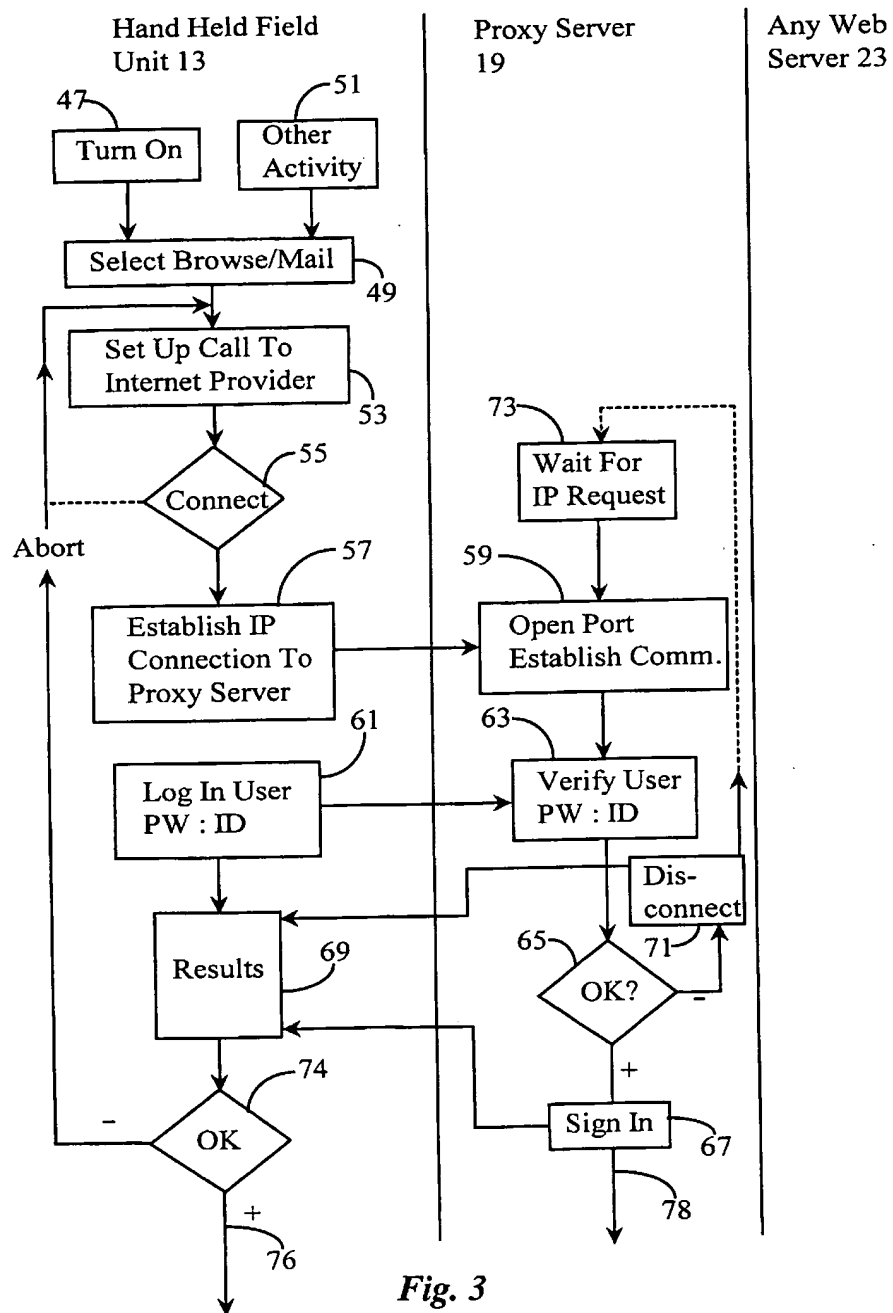 Hand Held Field
Unit 13
Proxy Server
19
Any Web
Server 23
47
51
Turn On
Other
Activity
Select Browse/Mail
49
Set Up Call To
Internet Provider
53
73
Wait For
IP Request
55
Connect
Abort
57
59
Establish IP
Connection To
Proxy Server
Open Port
Establish Comm.
61
63
Log In User
PW : ID
Verify User
PW : ID
Dis-
connect
71
65
Results
69
OK?
-
+
74
-
OK
Sign In
67
78
+
76
Fig. 3